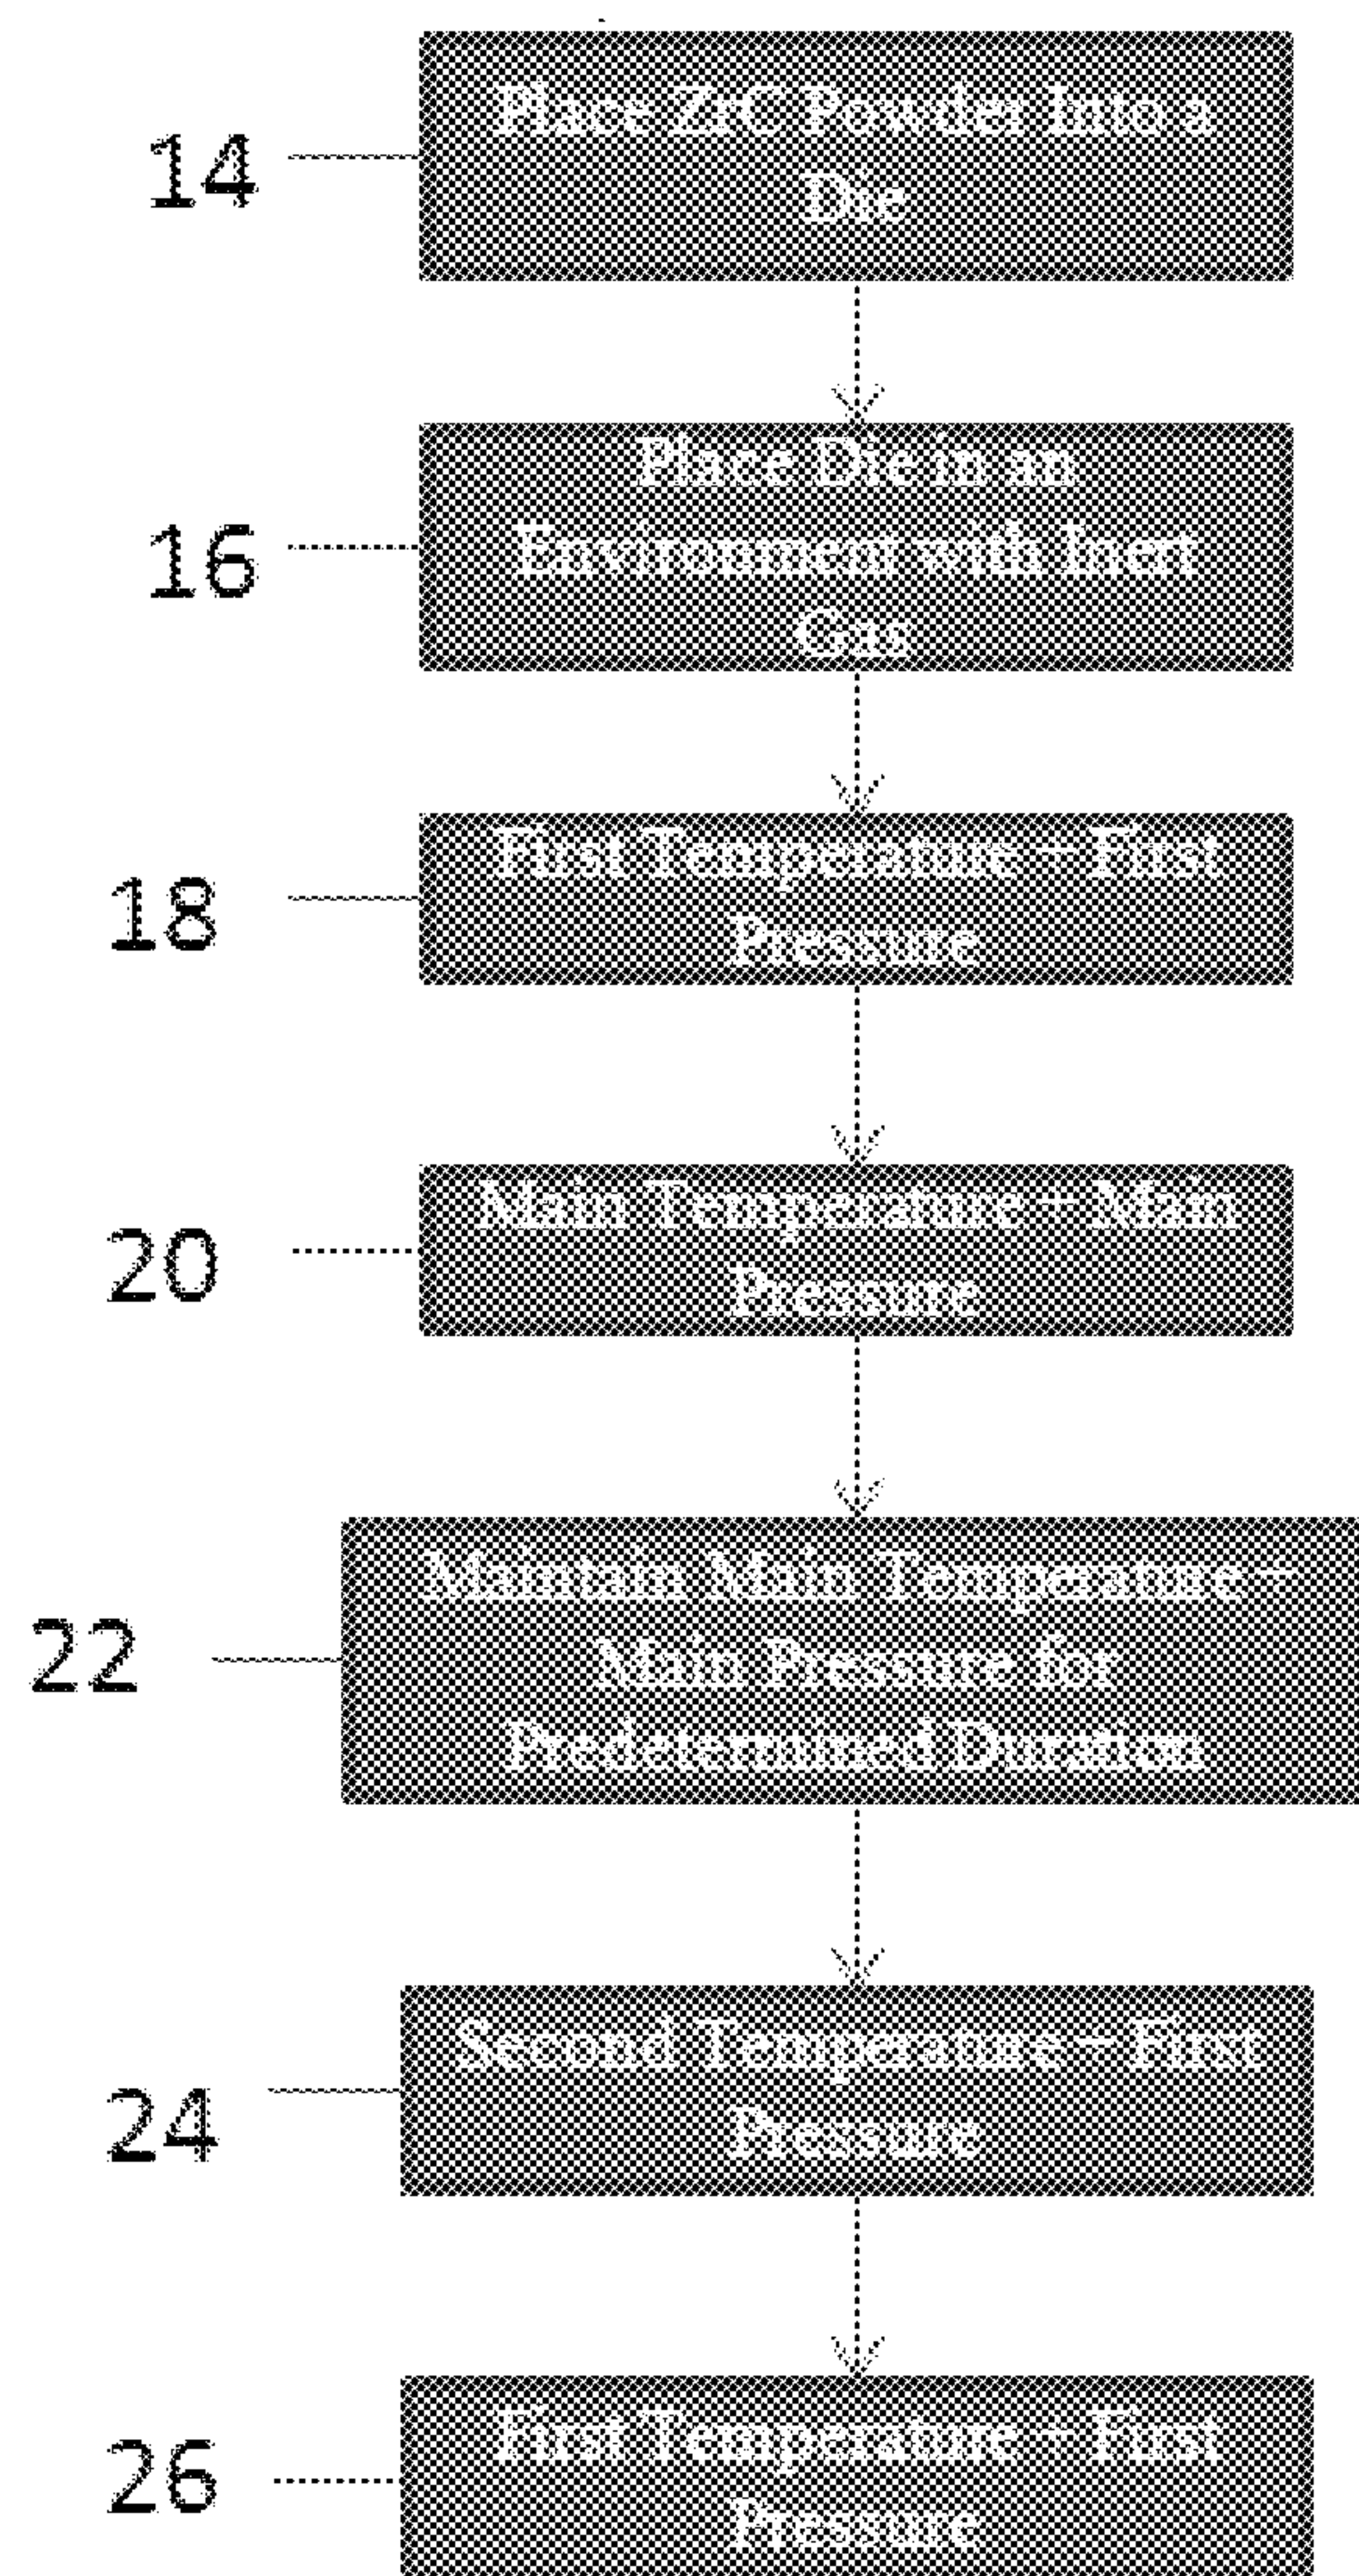 14
Place ZrC Powder Into a
Die
16
Place Die in an
Environment with Inert
Gas
18
First Temperature + First
Pressure
20
Main Temperature + Main
Pressure
22
Maintain Main Temperature +
Main Pressure for
Predetermined Duration
24
Second Temperature + First
Pressure
26
First Temperature + First
Pressure